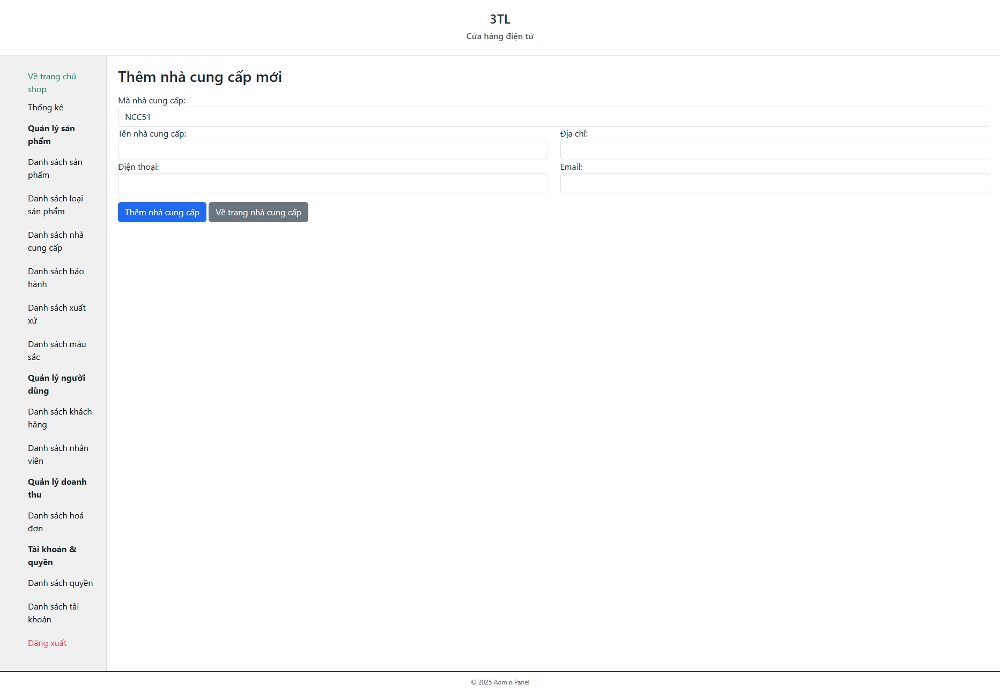 3TL
Cửa hàng điện tử
Về trang chủ
shop
Thống kê
Quản lý sản
phẩm
Danh sách sản
phẩm
Danh sách loại
sản phẩm
Danh sách nhà
cung cấp
Danh sách bảo
hành
Danh sách xuất
xứ
Danh sách màu
sắc
Quản lý người
dùng
Danh sách khách
hàng
Danh sách nhân
viên
Quản lý doanh
thu
Danh sách hoá
đơn
Tài khoản &
quyền
Danh sách quyền
Danh sách tài
khoản
Đăng xuất
Thêm nhà cung cấp mới
Mã nhà cung cấp:
NCC51
Tên nhà cung cấp:
Địa chỉ:
Điện thoại:
Email:
Thêm nhà cung cấp
Về trang nhà cung cấp
© 2025 Admin Panel